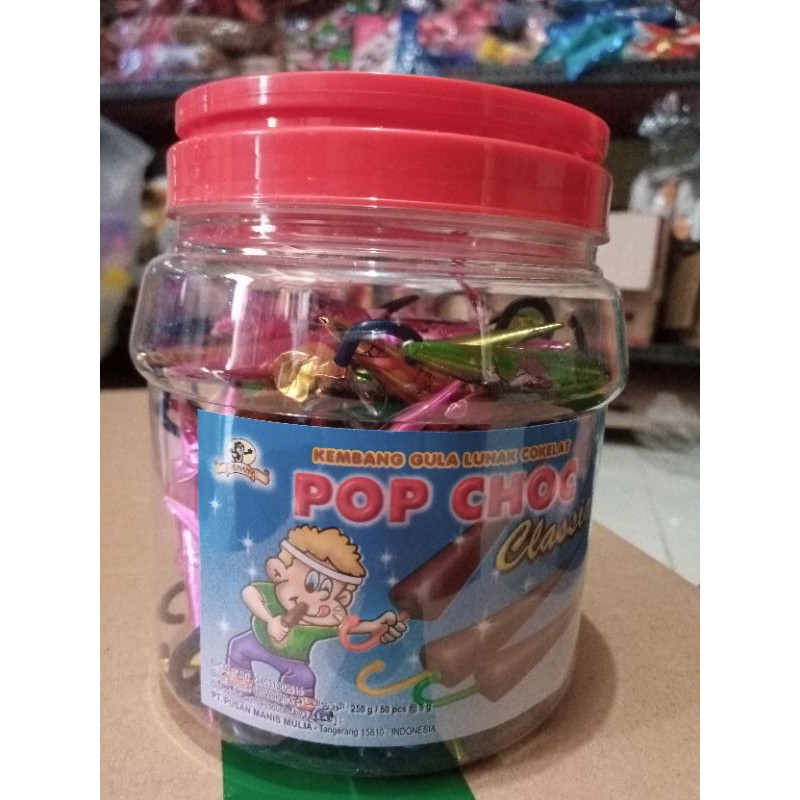 KEMBANG GULA LUNAK COKELAT
POP CHOC
Classic
250 g / 50 pcs @ 5 g
PT. PUSAN MANIS MULIA - Tangerang 15810 - INDONESIA